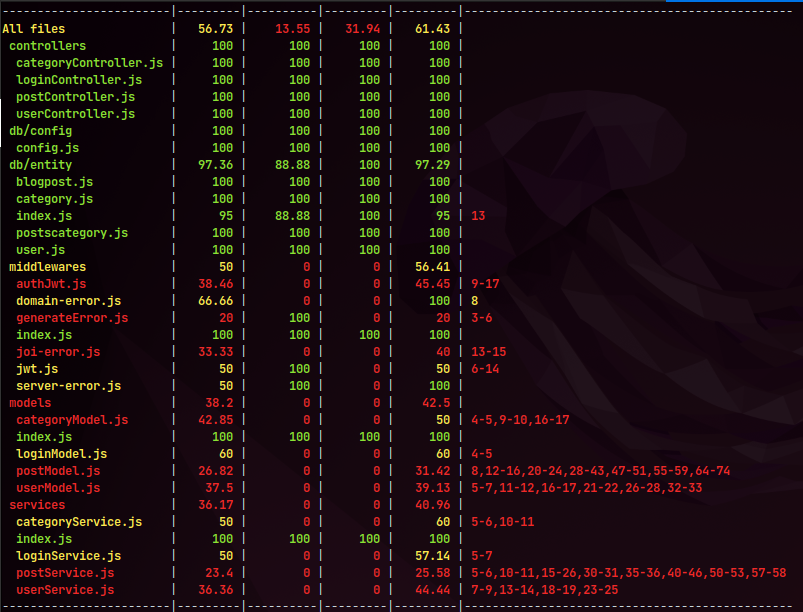 -----------------------|---------|----------|---------|---------|-----------------------------------------------
All files | 56.73 | 13.55 | 31.94 | 61.43 |
controllers | 100 | 100 | 100 | 100 |
categoryController.js | 100 | 100 | 100 | 100 |
loginController.js | 100 | 100 | 100 | 100 |
postController.js | 100 | 100 | 100 | 100 |
userController.js | 100 | 100 | 100 | 100 |
db/config | 100 | 100 | 100 | 100 |
config.js | 100 | 100 | 100 | 100 |
db/entity | 97.36 | 88.88 | 100 | 97.29 |
blogpost.js | 100 | 100 | 100 | 100 |
category.js | 100 | 100 | 100 | 100 |
index.js | 95 | 88.88 | 100 | 95 | 13
postscategory.js | 100 | 100 | 100 | 100 |
user.js | 100 | 100 | 100 | 100 |
middlewares | 50 | 0 | 0 | 56.41 |
authJwt.js | 38.46 | 0 | 0 | 45.45 | 9-17
domain-error.js | 66.66 | 0 | 0 | 100 | 8
generateError.js | 20 | 100 | 0 | 20 | 3-6
index.js | 100 | 100 | 100 | 100 |
joi-error.js | 33.33 | 0 | 0 | 40 | 13-15
jwt.js | 50 | 100 | 0 | 50 | 6-14
server-error.js | 50 | 100 | 0 | 100 |
models | 38.2 | 0 | 0 | 42.5 |
categoryModel.js | 42.85 | 0 | 0 | 50 | 4-5,9-10,16-17
index.js | 100 | 100 | 100 | 100 |
loginModel.js | 60 | 0 | 0 | 60 | 4-5
postModel.js | 26.82 | 0 | 0 | 31.42 | 8,12-16,20-24,28-43,47-51,55-59,64-74
userModel.js | 37.5 | 0 | 0 | 39.13 | 5-7,11-12,16-17,21-22,26-28,32-33
services | 36.17 | 0 | 0 | 40.96 |
categoryService.js | 50 | 0 | 0 | 60 | 5-6,10-11
index.js | 100 | 100 | 100 | 100 |
loginService.js | 50 | 0 | 0 | 57.14 | 5-7
postService.js | 23.4 | 0 | 0 | 25.58 | 5-6,10-11,15-26,30-31,35-36,40-46,50-53,57-58
userService.js | 36.36 | 0 | 0 | 44.44 | 7-9,13-14,18-19,23-25
-----------------------|---------|----------|---------|---------|-----------------------------------------------